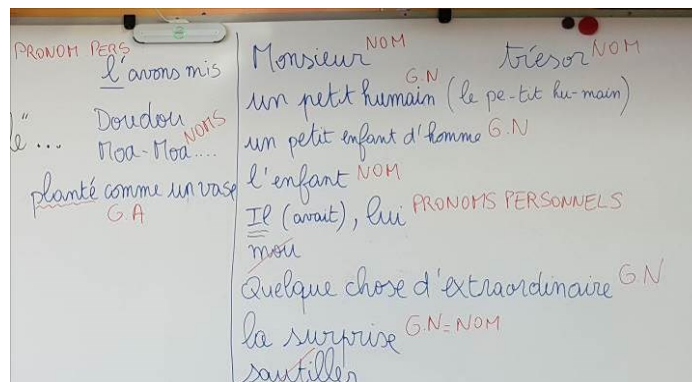 PRONOM PERS
l'avons mis
Doudou
Moa-Moa.... NOMS
planté comme un vase
G.A
Monsieur NOM trésor NOM
un petit humain G.N (le pe-tit hu-main)
un petit enfant d'homme G.N
l'enfant NOM
Il (avait), lui PRONOMS PERSONNELS
mou
Quelque chose d'extraordinaire G.N
la surprise G.N=NOM
sautiller